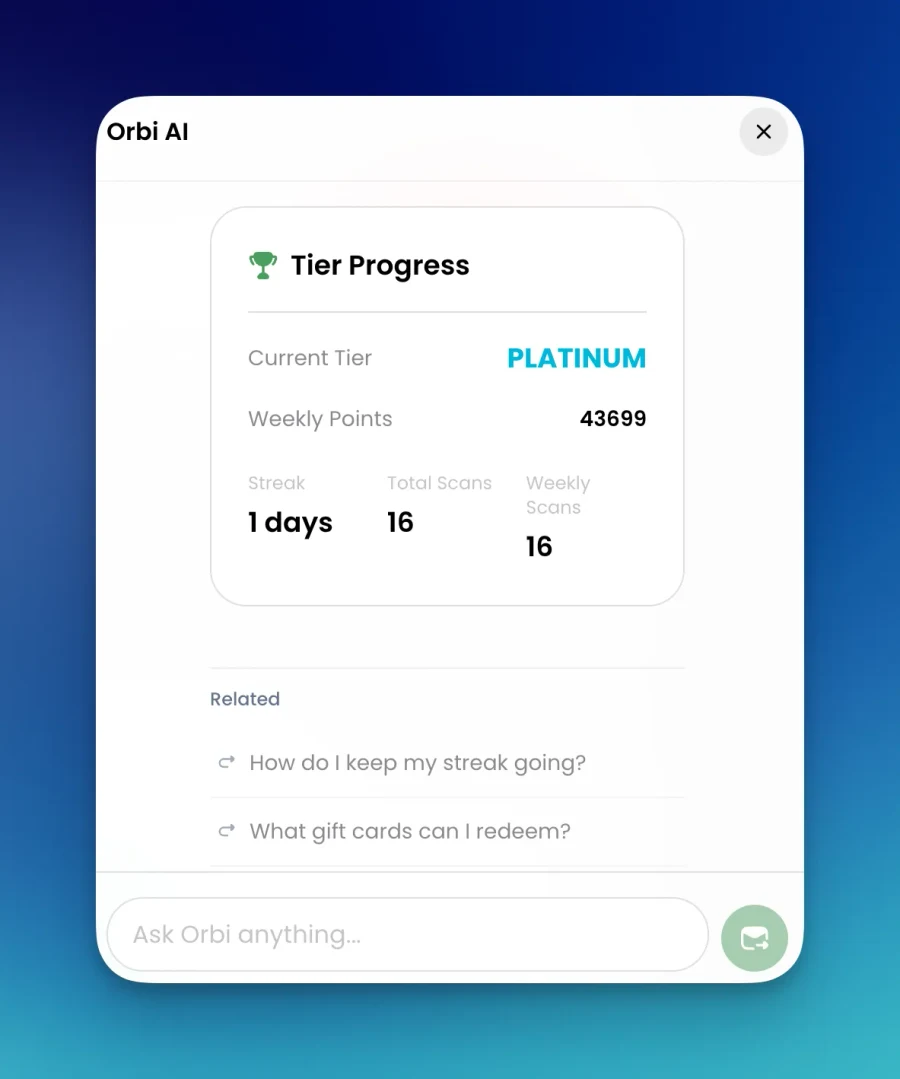 Orbi AI
Tier Progress
Current Tier PLATINUM
Weekly Points 43699
Streak
1 days
Total Scans
16
Weekly
Scans
16
Related
How do I keep my streak going?
What gift cards can I redeem?
Ask Orbi anything...